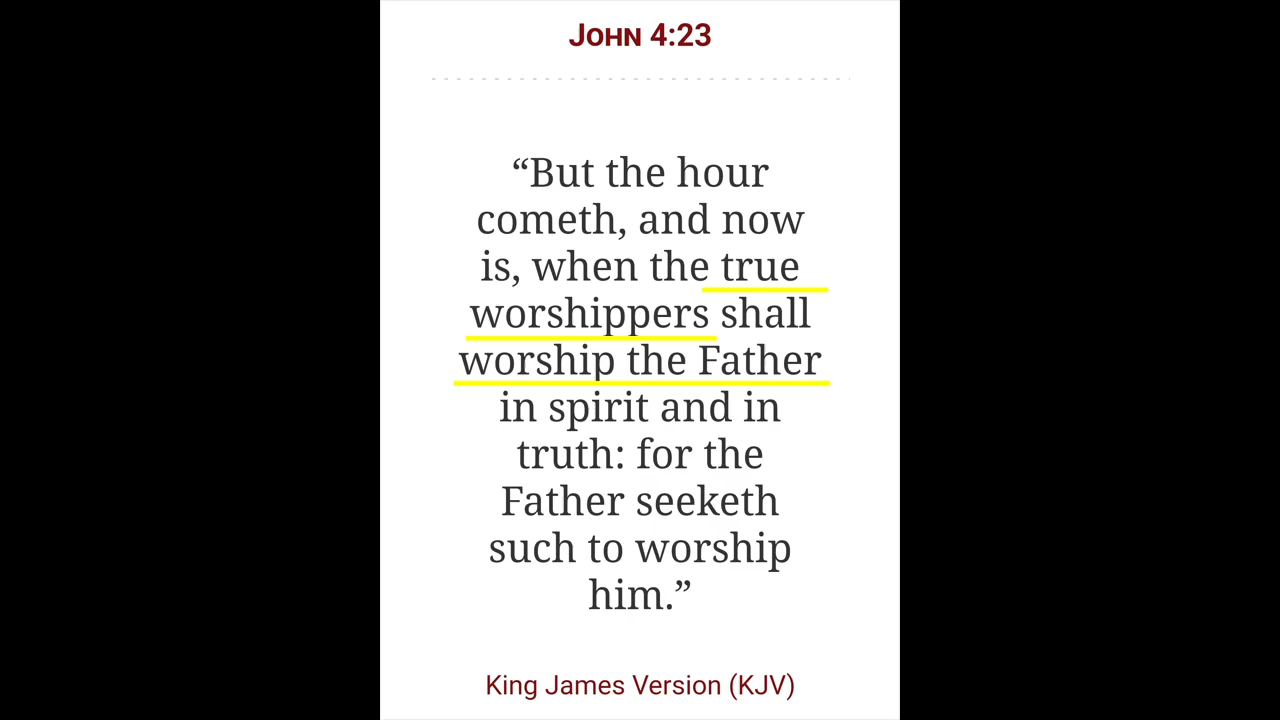 John 4:23
“But the hour
cometh, and now
is, when the true
worshippers shall
worship the Father
in spirit and in
truth: for the
Father seeketh
such to worship
him.”
King James Version (KJV)